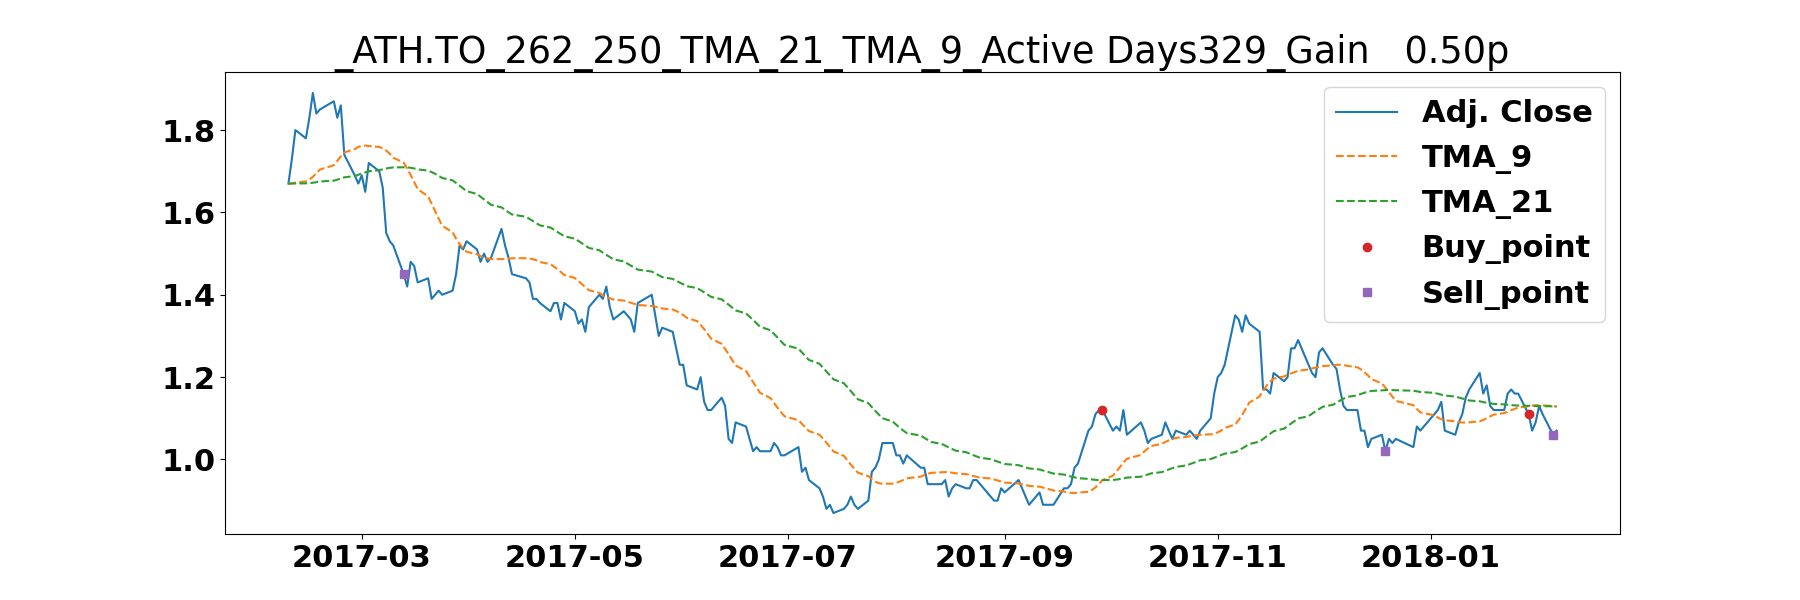 _ATH.TO_262_250_TMA_21_TMA_9_Active Days329_Gain   0.50p
1.8
1.6
1.4
1.2
1.0
2017-03
2017-05
2017-07
2017-09
2017-11
2018-01
Adj. Close
TMA_9
TMA_21
Buy_point
Sell_point